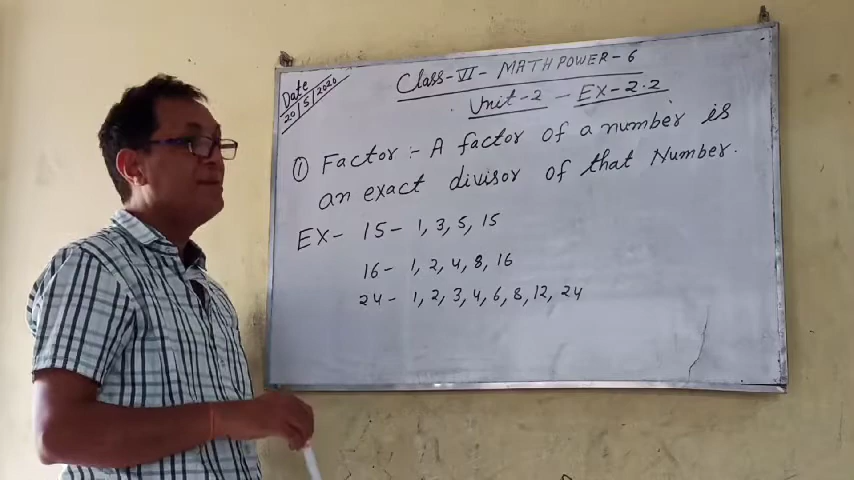 Date
20/5/2020
Class-VI- MATH POWER-6
Unit-2 - EX-2.2
① Factor :- A factor of a number is
an exact divisor of that Number.
EX- 15- 1, 3, 5, 15
16- 1, 2, 4, 8, 16
24- 1, 2, 3, 4, 6, 8, 12, 24